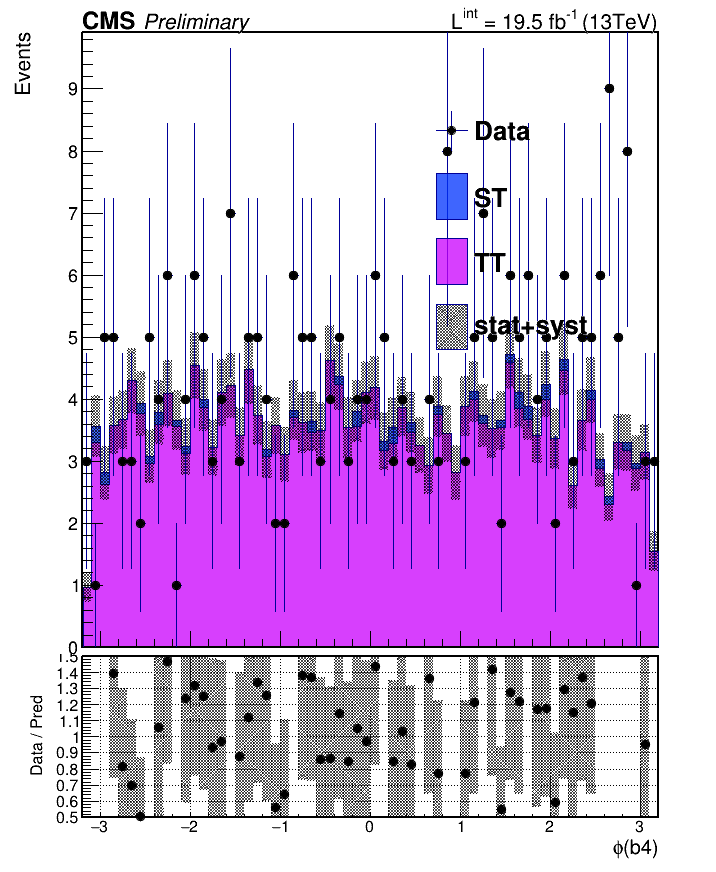 CMS Preliminary
L^int = 19.5 fb^-1 (13TeV)
Events
9
8
7
6
5
4
3
2
1
0
Data
ST
TT
stat+syst
Data / Pred
1.5
1.4
1.3
1.2
1.1
1
0.9
0.8
0.7
0.6
0.5
−3 −2 −1 0 1 2 3
ϕ(b4)